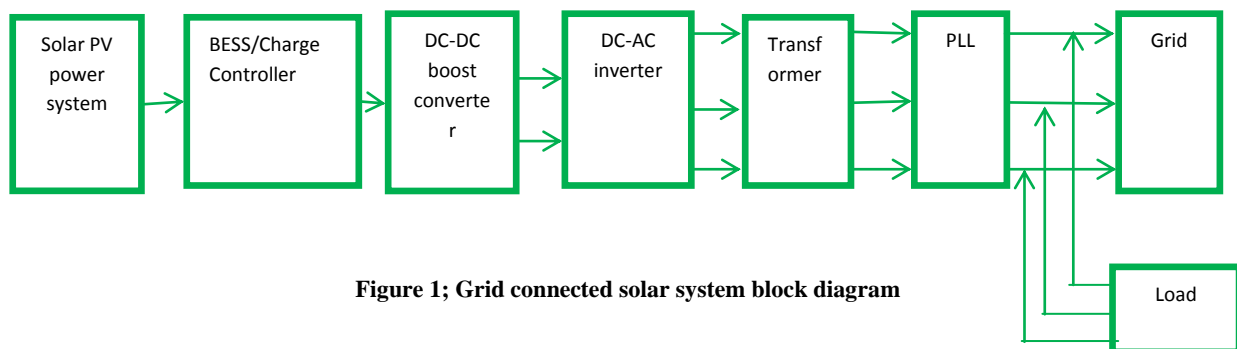 Solar PV
power
system
BESS/Charge
Controller
DC-DC
boost
converte
r
DC-AC
inverter
Transf
ormer
PLL
Grid
Load
Figure 1; Grid connected solar system block diagram